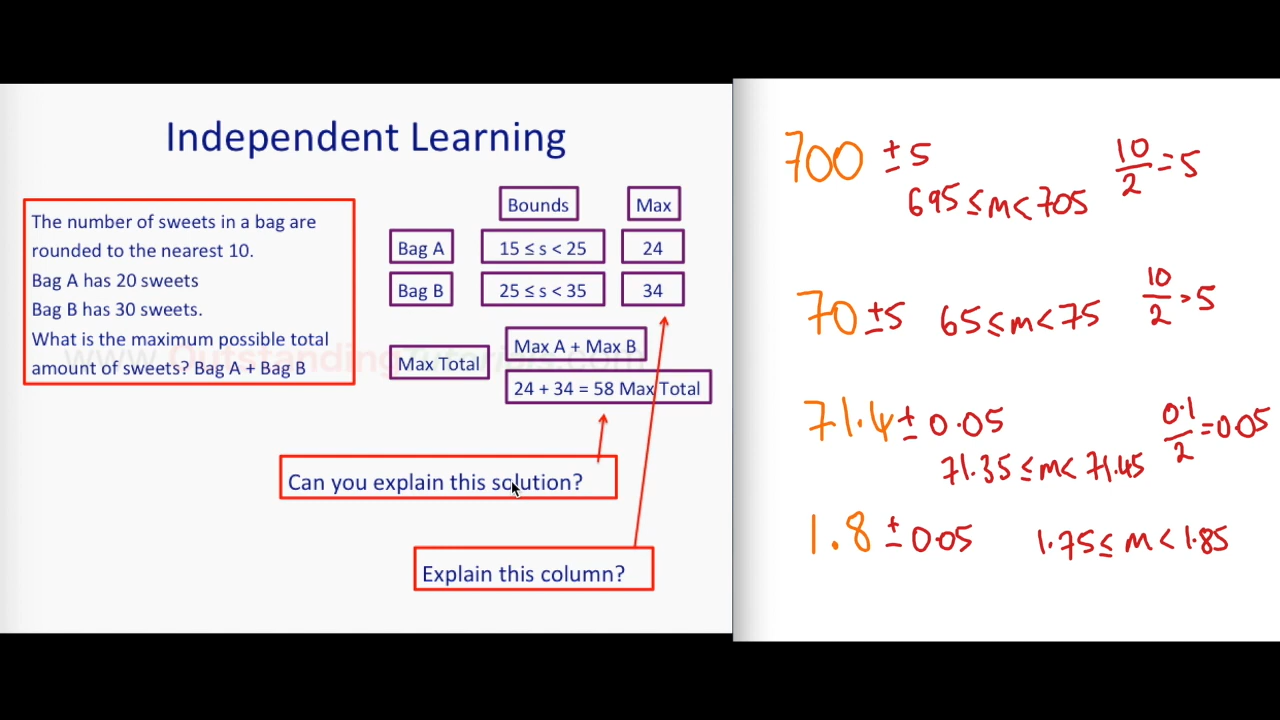 Independent Learning
The number of sweets in a bag are
rounded to the nearest 10.
Bag A has 20 sweets
Bag B has 30 sweets.
What is the maximum possible total
amount of sweets? Bag A + Bag B
Bounds Max
Bag A 15 ≤ s < 25 24
Bag B 25 ≤ s < 35 34
Max Total
Max A + Max B
24 + 34 = 58 Max Total
www.OutstandingTutorials.com
Can you explain this solution?
Explain this column?
700 ± 5 10/2 = 5
695 ≤ m < 705
70 ± 5 65 ≤ m < 75 10/2 = 5
71.4 ± 0.05 0.1/2 = 0.05
71.35 ≤ m < 71.45
1.8 ± 0.05 1.75 ≤ m < 1.85